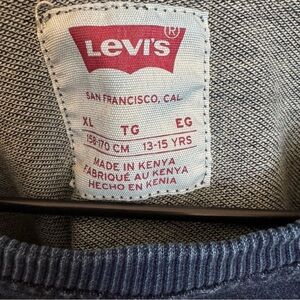 Levi's®
SAN FRANCISCO, CAL.
XL TG EG
158-170 CM 13-15 YRS
MADE IN KENYA
FABRIQUÉ AU KENYA
HECHO EN KENIA